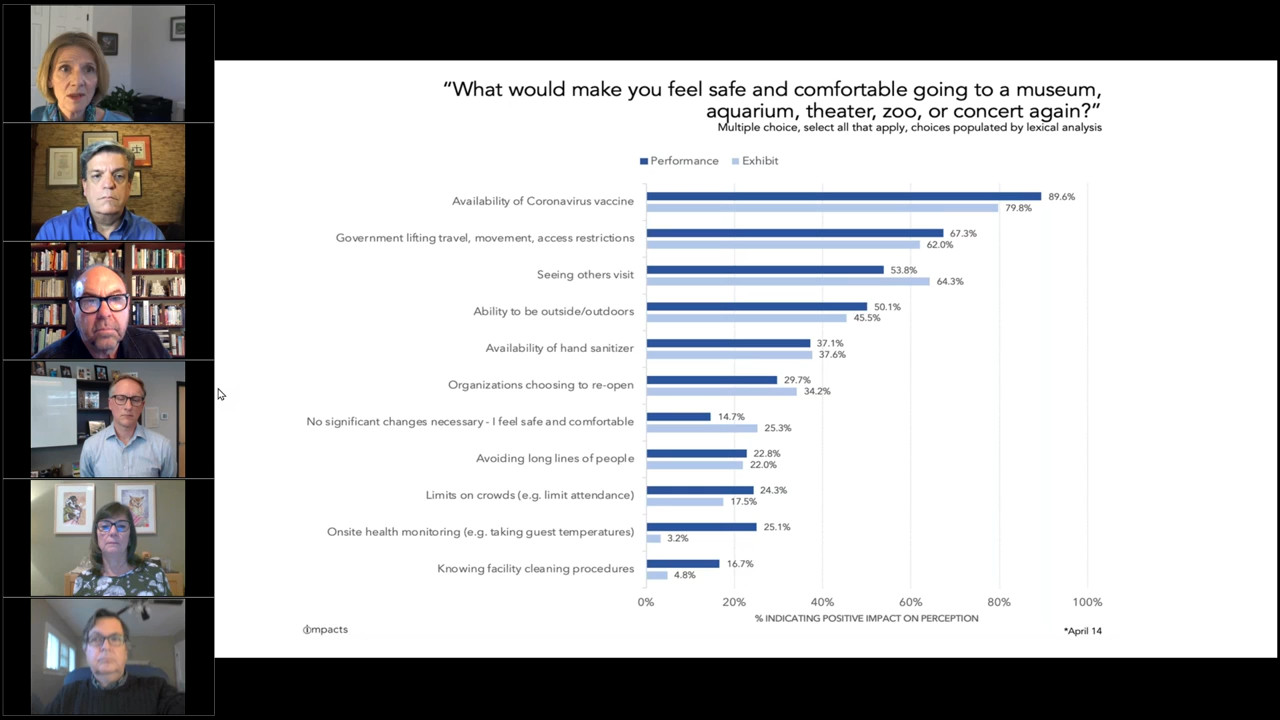 “What would make you feel safe and comfortable going to a museum,
aquarium, theater, zoo, or concert again?”
Multiple choice, select all that apply, choices populated by lexical analysis
Performance Exhibit
Availability of Coronavirus vaccine 89.6% 79.8%
Government lifting travel, movement, access restrictions 67.3% 62.0%
Seeing others visit 53.8% 64.3%
Ability to be outside/outdoors 50.1% 45.5%
Availability of hand sanitizer 37.1% 37.6%
Organizations choosing to re-open 29.7% 34.2%
No significant changes necessary - I feel safe and comfortable 14.7% 25.3%
Avoiding long lines of people 22.8% 22.0%
Limits on crowds (e.g. limit attendance) 24.3% 17.5%
Onsite health monitoring (e.g. taking guest temperatures) 25.1% 3.2%
Knowing facility cleaning procedures 16.7% 4.8%
0% 20% 40% 60% 80% 100%
% INDICATING POSITIVE IMPACT ON PERCEPTION
impacts *April 14